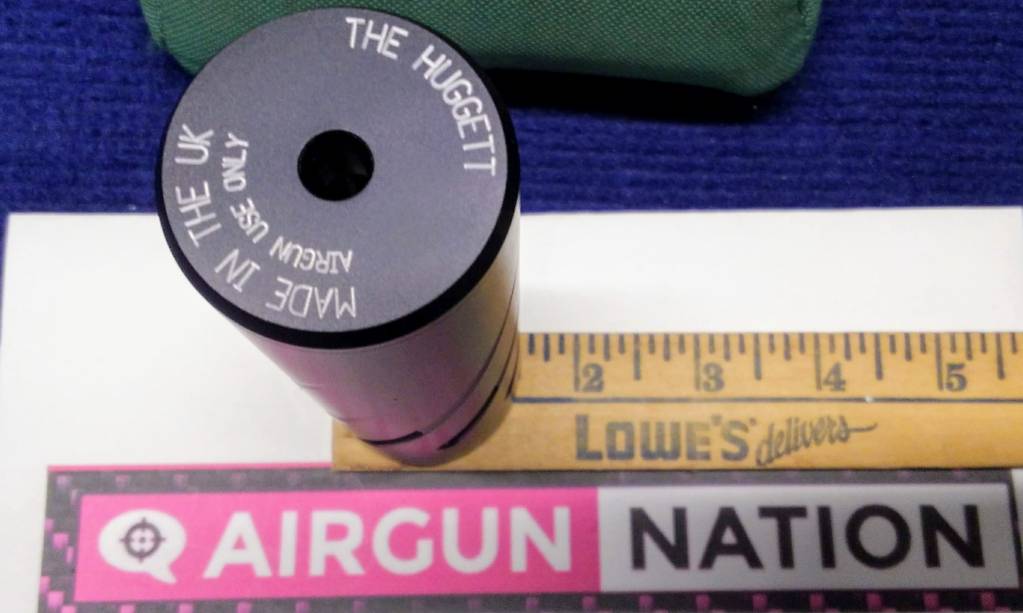 THE HUGGETT
MADE IN THE UK
AIRGUN USE ONLY
2 3 4 5
LOWE'S delivers
AIRGUN NATION